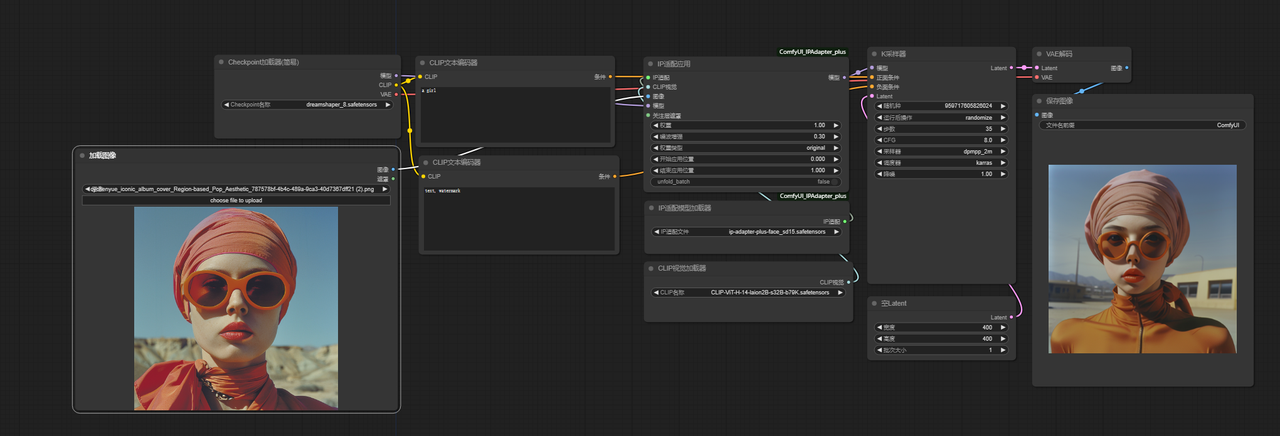 Checkpoint加载器(简易)
模型
CLIP
VAE
Checkpoint名称 dreamshaper_8.safetensors
加载图像
图像
遮罩
choose file to upload
CLIP文本编码器
CLIP 条件
a girl
CLIP文本编码器
CLIP 条件
text, watermark
ComfyUI_IPAdapter_plus
IP适配应用
IP适配 模型
CLIP视觉
图像
模型
关注层遮罩
权重 1.00
噪波增强 0.30
权重类型 original
开始应用位置 0.000
结束应用位置 1.000
unfold_batch false
ComfyUI_IPAdapter_plus
IP适配模型加载器
IP适配
IP适配文件 ip-adapter-plus-face_sd15.safetensors
CLIP视觉加载器
CLIP视觉
CLIP名称 CLIP-ViT-H-14-laion2B-s32B-b79K.safetensors
K采样器
模型 Latent
正面条件
负面条件
Latent
随机种 959717605826024
运行后操作 randomize
步数 35
CFG 8.0
采样器 dpmpp_2m
调度器 karras
降噪 1.00
空Latent
Latent
宽度 400
高度 400
批次大小 1
VAE解码
Latent 图像
VAE
保存图像
图像
文件名前缀 ComfyUI